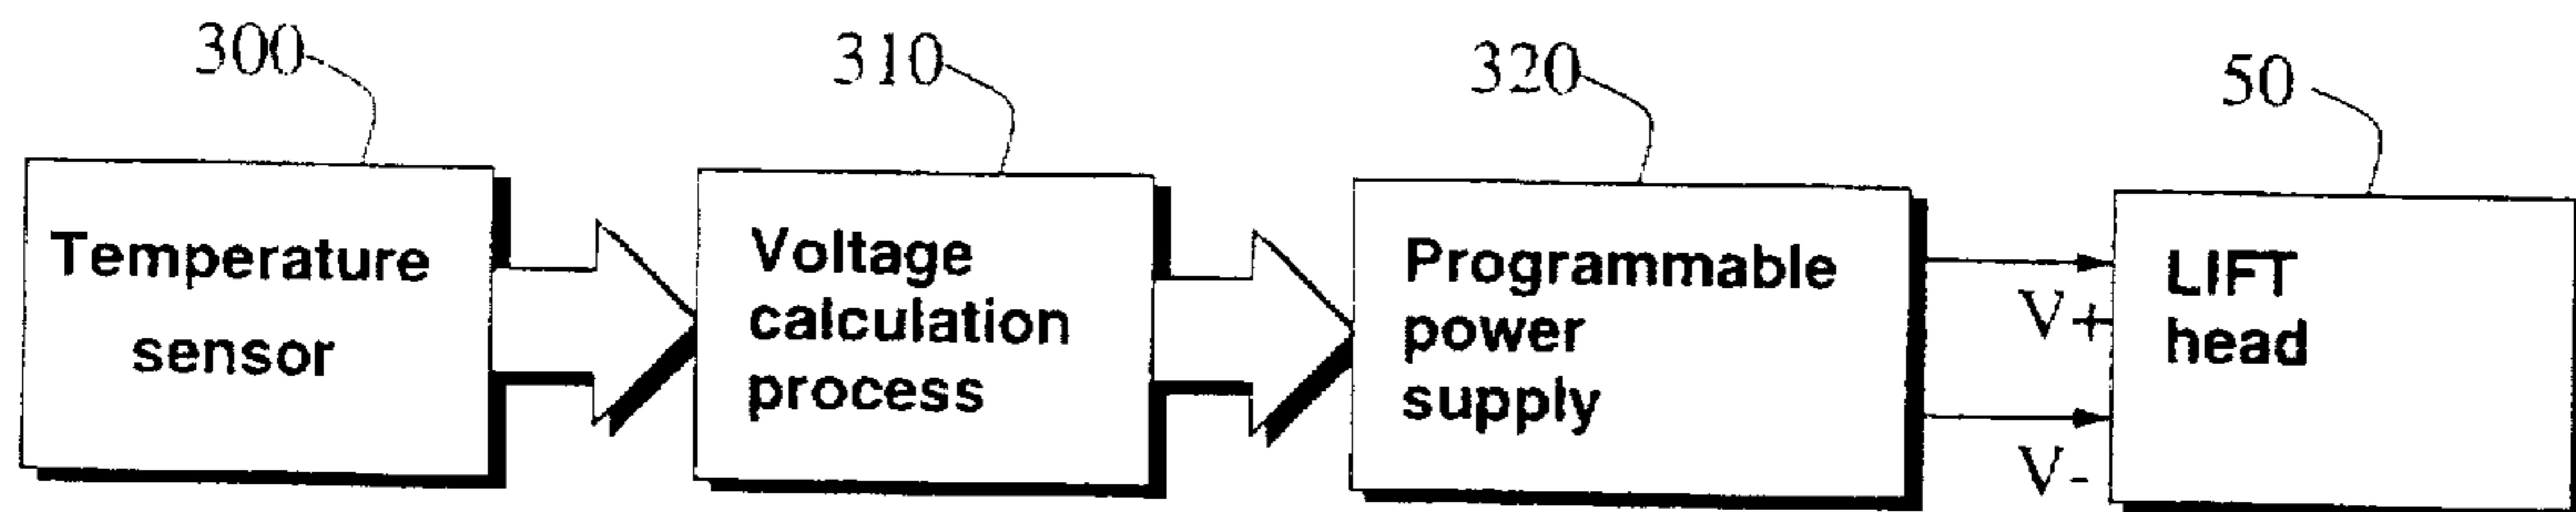 300
310
320
50
Temperature
sensor
Voltage
calculation
process
Programmable
power
supply
V+
V-
LIFT
head